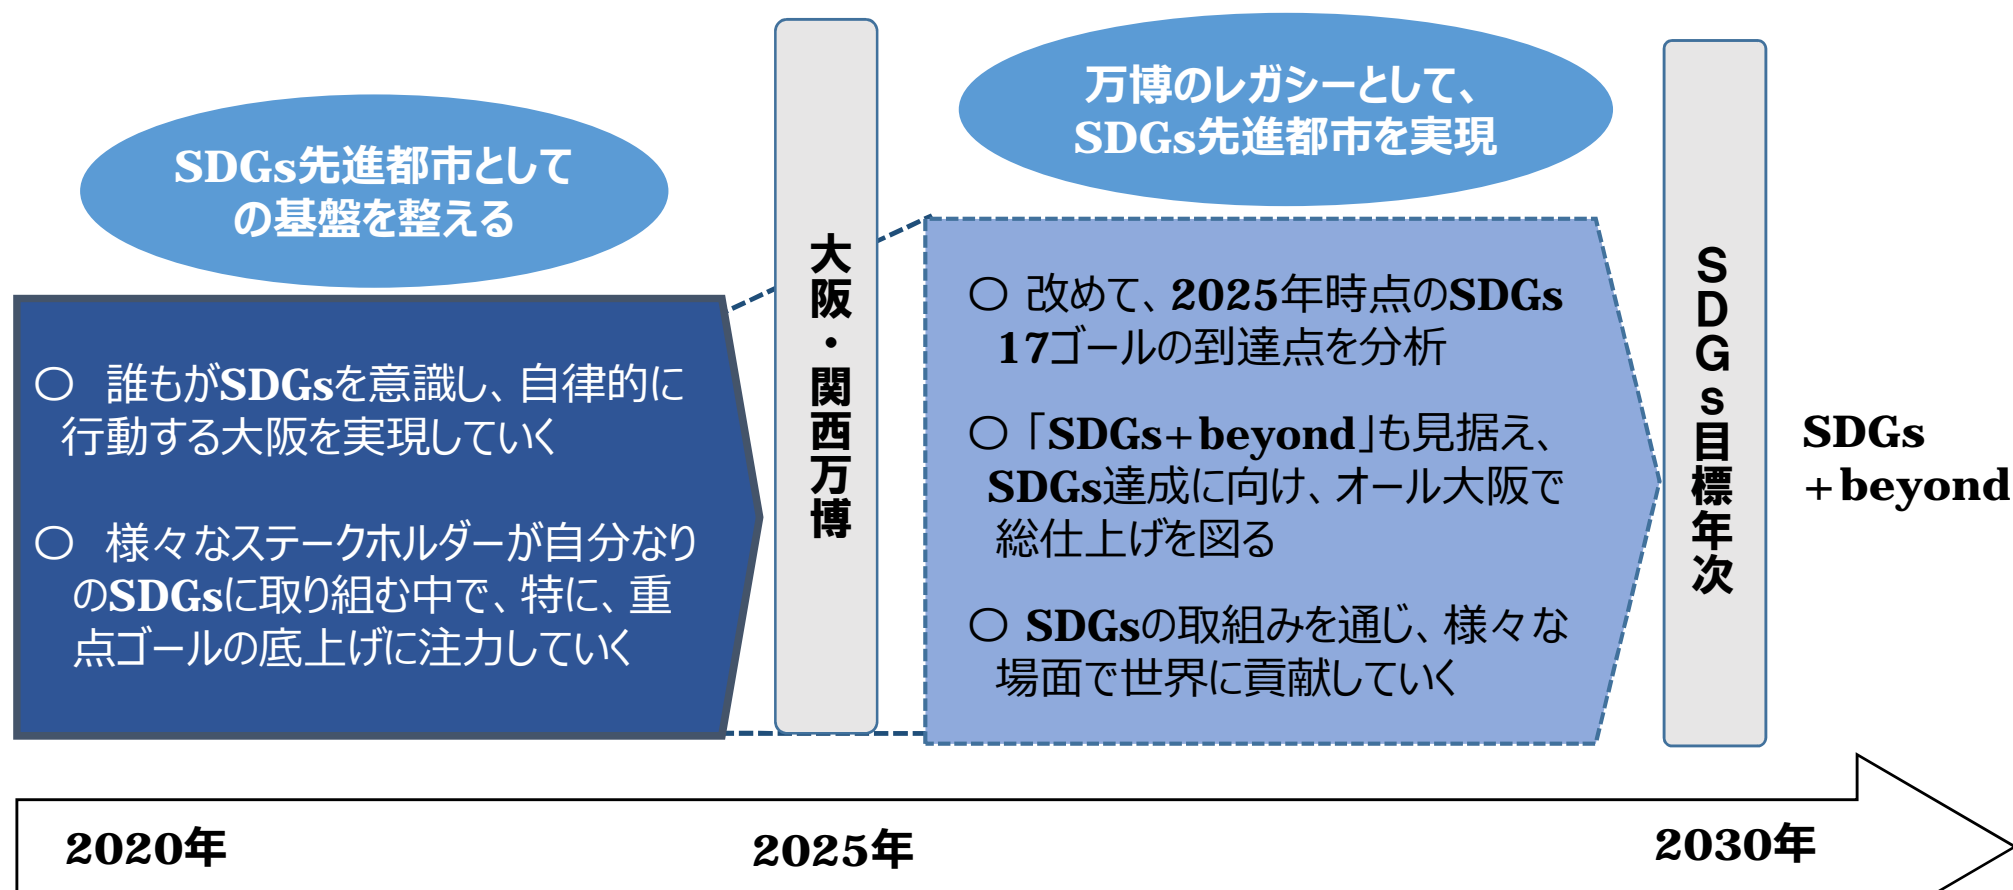 SDGs先進都市として
の基盤を整える
〇　誰もがSDGsを意識し、自律的に
行動する大阪を実現していく
〇　様々なステークホルダーが自分なり
のSDGsに取り組む中で、特に、重
点ゴールの底上げに注力していく
大阪・関西万博
万博のレガシーとして、
SDGs先進都市を実現
〇 改めて、2025年時点のSDGs
17ゴールの到達点を分析
〇「SDGs+beyond」も見据え、
SDGs達成に向け、オール大阪で
総仕上げを図る
〇 SDGsの取組みを通じ、様々な
場面で世界に貢献していく
SDGs目標年次
SDGs
+beyond
2020年
2025年
2030年